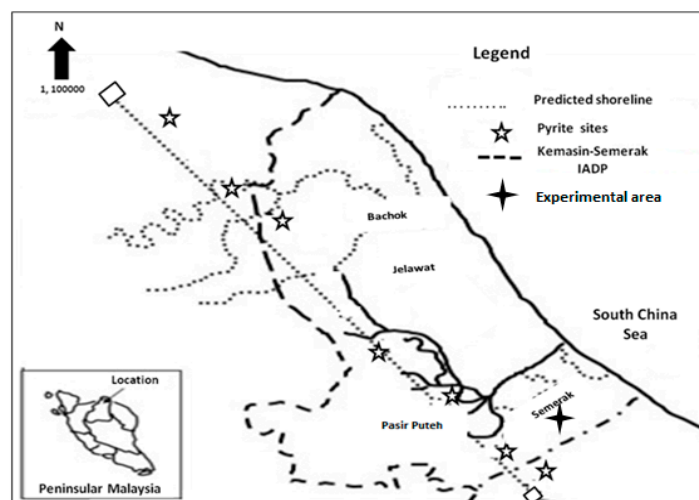 N
1, 100000
Legend
Predicted shoreline
Pyrite sites
Kemasin-Semerak
IADP
Experimental area
Bachok
Jelawat
South China
Sea
Semerak
Pasir Puteh
Location
Peninsular Malaysia